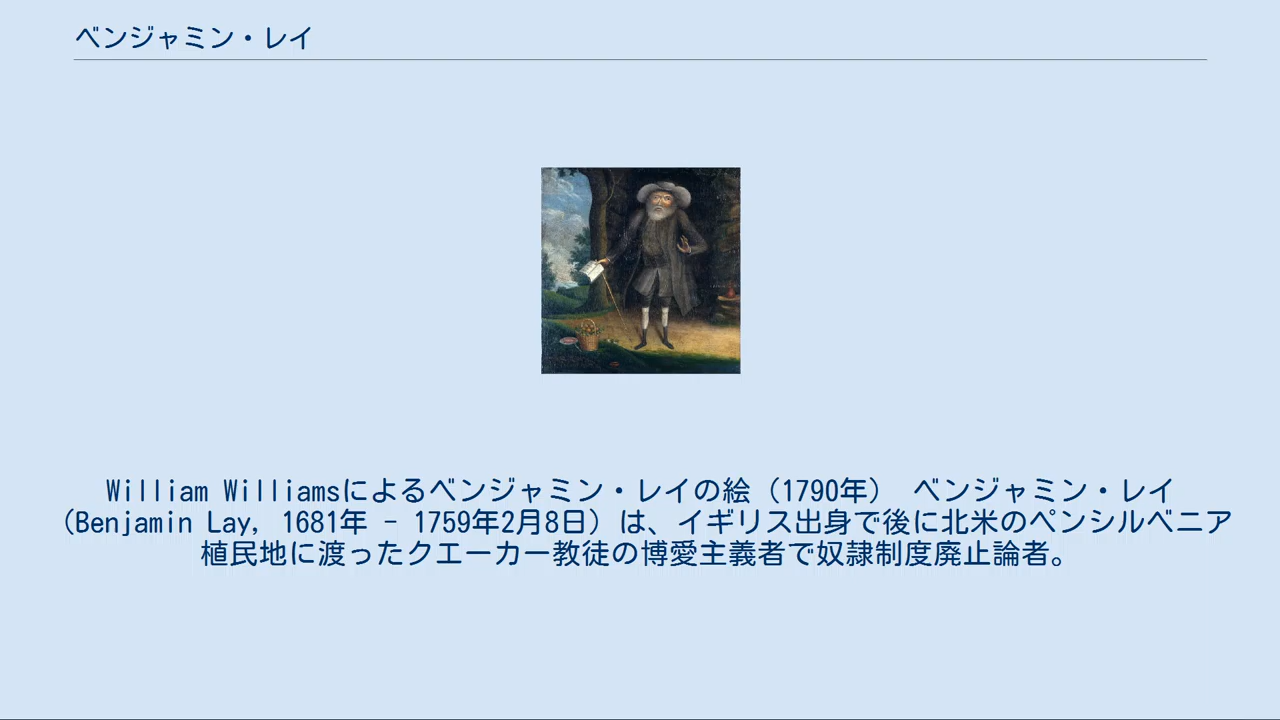 ベンジャミン・レイ
William Williamsによるベンジャミン・レイの絵（1790年） ベンジャミン・レイ
（Benjamin Lay, 1681年 - 1759年2月8日）は、イギリス出身で後に北米のペンシルベニア
植民地に渡ったクエーカー教徒の博愛主義者で奴隷制度廃止論者。